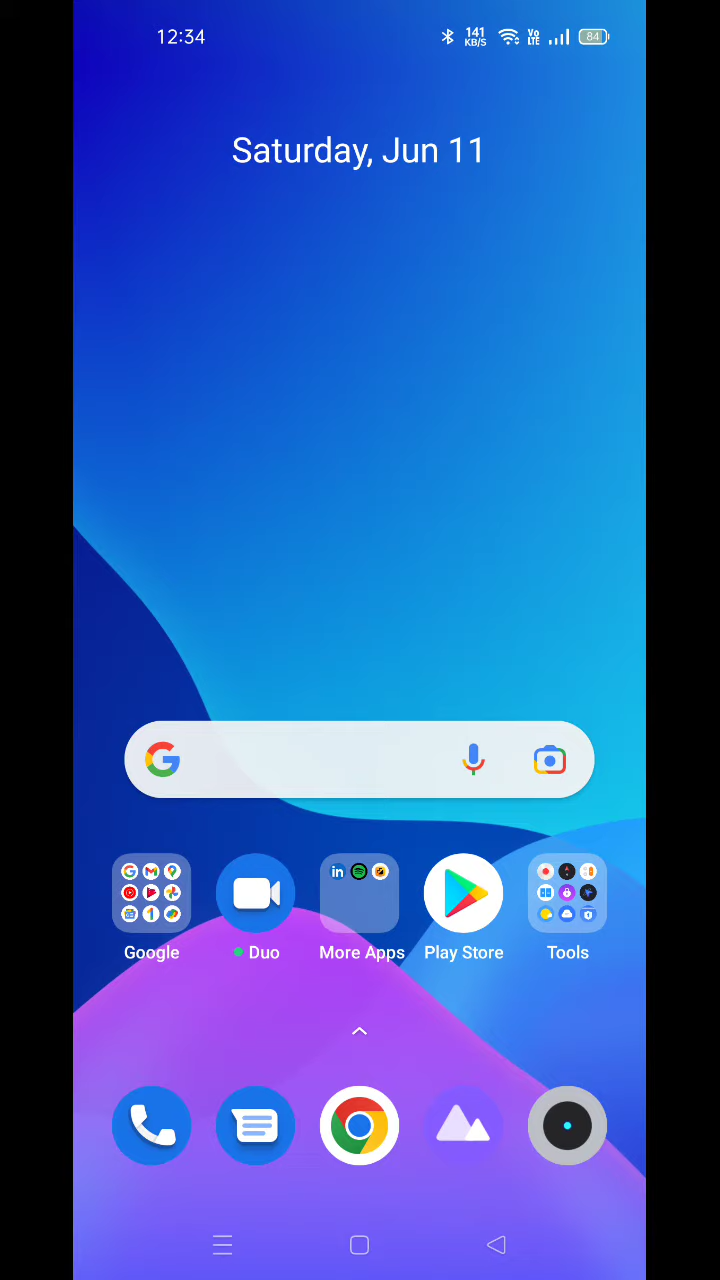 12:34
141
KB/S
Vo
LTE
84
Saturday, Jun 11
Google
Duo
More Apps
Play Store
Tools